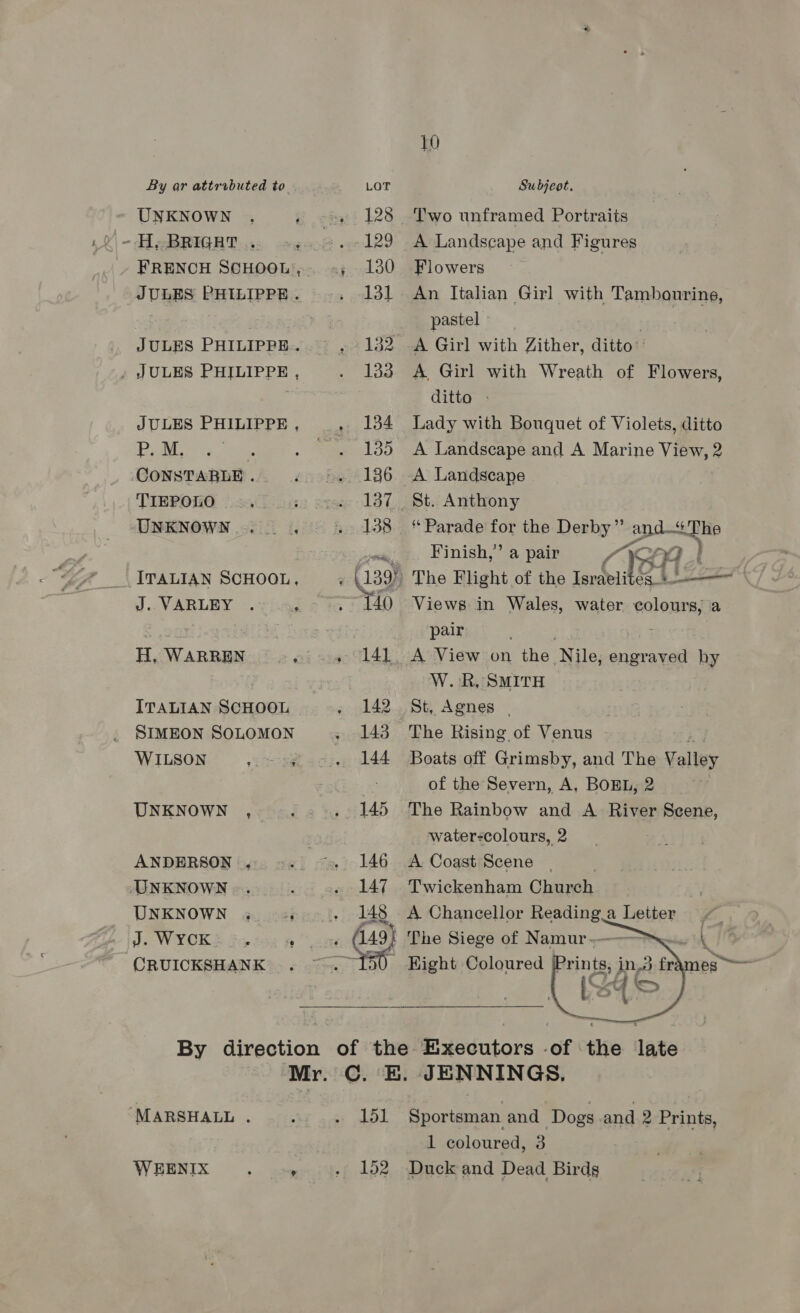 10
By or attributed to LOT Subject.
UNKNOWN . . . 128 Two unframed Portraits
H. BRIGHT . . . 129 A Landscape and Figures
FRENCH SCHOOL . . 130 Flowers
JULES PHILIPPE . . 131 An Italian Girl with Tambourine,
pastel
JULES PHILIPPE . . 132 A Girl with Zither, ditto
JULES PHILIPPE . . 133 A Girl with Wreath of Flowers,
ditto
JULES PHILIPPE . . 134 Lady with Bouquet of Violets, ditto
P. M. . . . 135 A Landscape and A Marine View, 2
CONSTABLE . . . 136 A Landscape
TIEPOLO . . . 137 St. Anthony
UNKNOWN . . . 138 “Parade for the Derby” and “The
Finish,” a pair
ITALIAN SCHOOL . (139) The Flight of the Israelites
J. VARLEY . . . 140 Views in Wales, water colours, a
pair
H. WARREN . . . 141 A View on the Nile, engraved by
W. R. SMITH
ITALIAN SCHOOL . 142 St. Agnes
SIMEON SOLOMON . 143 The Rising of Venus
WILSON . . . 144 Boats off Grimsby, and The Valley
of the Severn, A. BOEL, 2
UNKNOWN . . . 145 The Rainbow and A River Scene,
water-colours, 2
ANDERSON . . . 146 A Coast Scene
UNKNOWN . . . 147 Twickenham Church
UNKNOWN . . . 148 A Chancellor Reading a Letter
J. WYCK . . . (149) The Siege of Namur
CRUICKSHANK . . 150 Eight Coloured Prints, in 3 frames
By direction of the Executors of the late
Mr. C. E. JENNINGS.
MARSHALL . . . 151 Sportsman and Dogs and 2 Prints,
1 coloured, 3
WEENIX . . . 152 Duck and Dead Birds